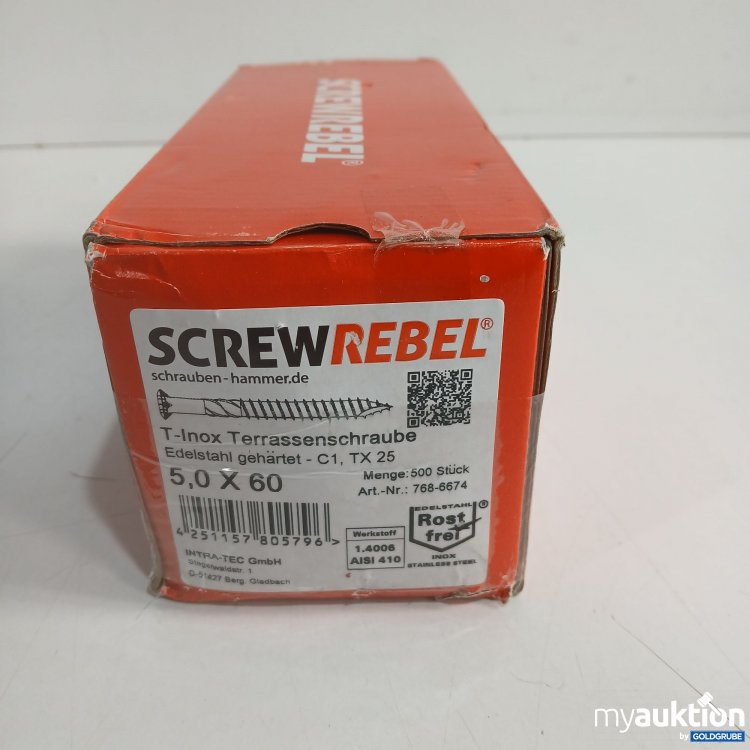 SCREWREBEL®
SCREWREBEL®
schrauben-hammer.de
T-Inox Terrassenschraube
Edelstahl gehärtet - C1, TX 25
5,0 X 60
Menge: 500 Stück
Art.-Nr.: 768-6674
4 251157 805796 >
INTRA-TEC GmbH
Stegerwaldstr. 1
D-51427 Berg. Gladbach
Werkstoff
1.4006
AISI 410
EDELSTAHL ®
Rost
frei
INOX
STAINLESS STEEL
myauktion
by GOLDGRUBE